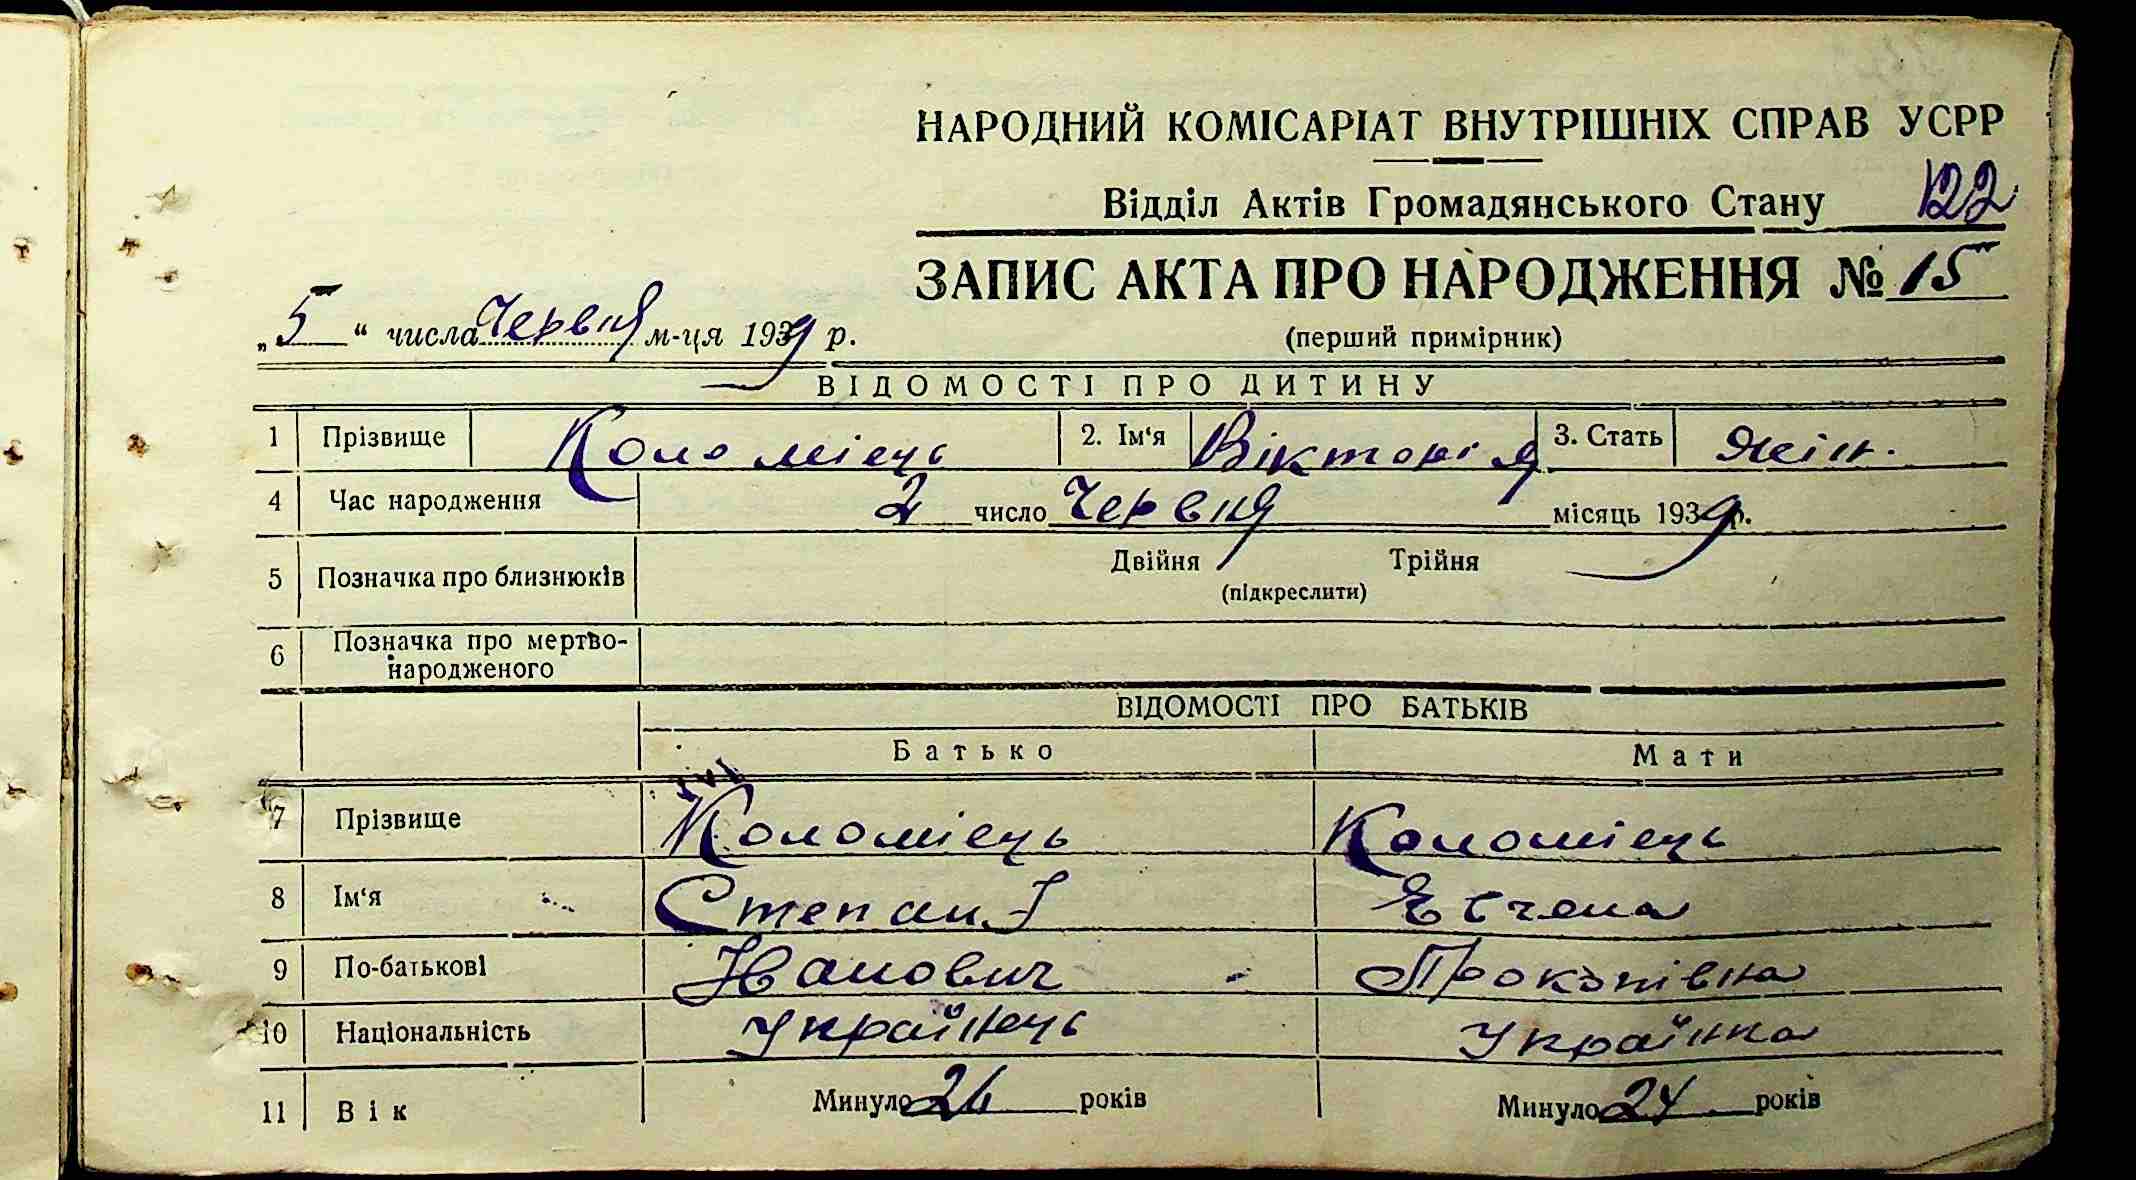 НАРОДНИЙ КОМІСАРІАТ ВНУТРІШНІХ СПРАВ УСРР
Відділ Актів Громадянського Стану 122
ЗАПИС АКТА ПРО НАРОДЖЕННЯ № 15
„5“ числа Червня м-ця 1939 р. (перший примірник)
ВІДОМОСТІ ПРО ДИТИНУ
1 Прізвище Коломієць 2. Ім‘я Вікторія 3. Стать жін.
4 Час народження 2 число Червня місяць 1939 р.
5 Позначка про близнюків Двійня Трійня
(підкреслити)
6 Позначка про мертво-
народженого
ВІДОМОСТІ ПРО БАТЬКІВ
Батько Мати
7 Прізвище Коломієць Коломієць
8 Ім‘я Степан
9 По-батькові Іванович Прокопівна
10 Національність Українець Українка
11 Вік Минуло 26 років Минуло 24 років